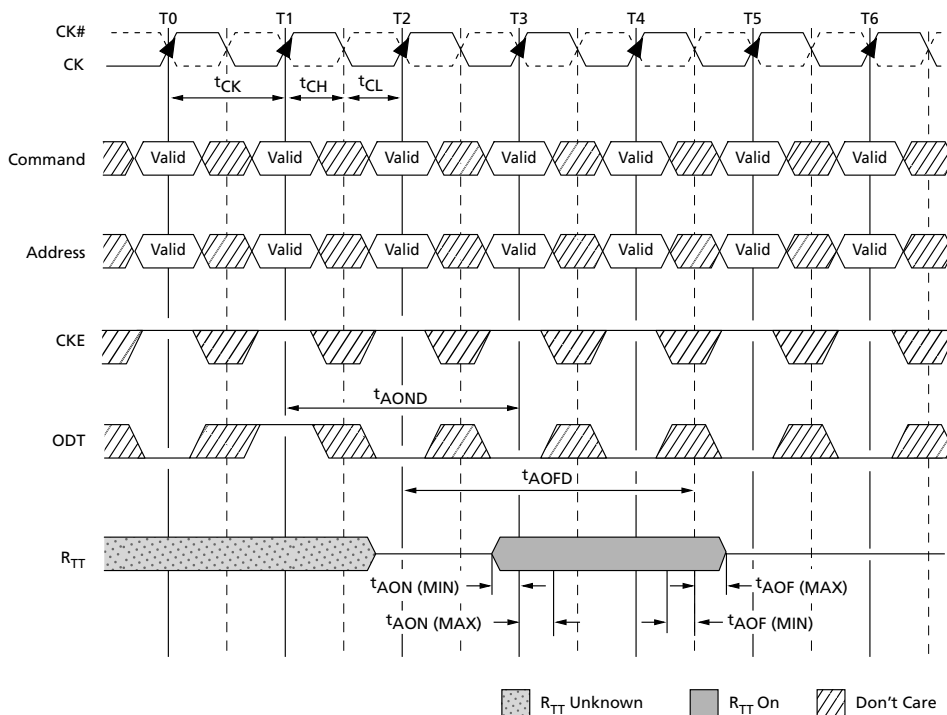 T0 T1 T2 T3 T4 T5 T6
CK#
CK
tCK tCH tCL
Command Valid Valid Valid Valid Valid Valid Valid
Address Valid Valid Valid Valid Valid Valid Valid
CKE
tAOND
ODT
tAOFD
RTT
tAON (MIN) tAOF (MAX)
tAON (MAX) tAOF (MIN)
RTT Unknown RTT On Don't Care